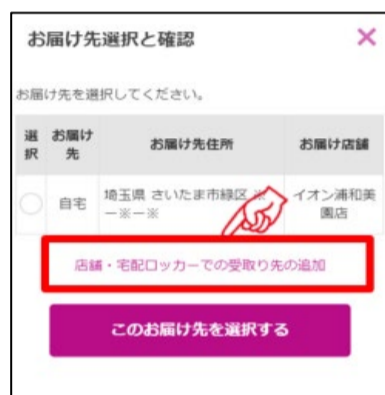 お届け先選択と確認
×
お届け先を選択してください。
選択 お届け先 お届け先住所 お届け店舗
自宅 埼玉県 さいたま市緑区 ※
ー※ー※
イオン浦和美
園店
店舗・宅配ロッカーでの受取り先の追加
このお届け先を選択する